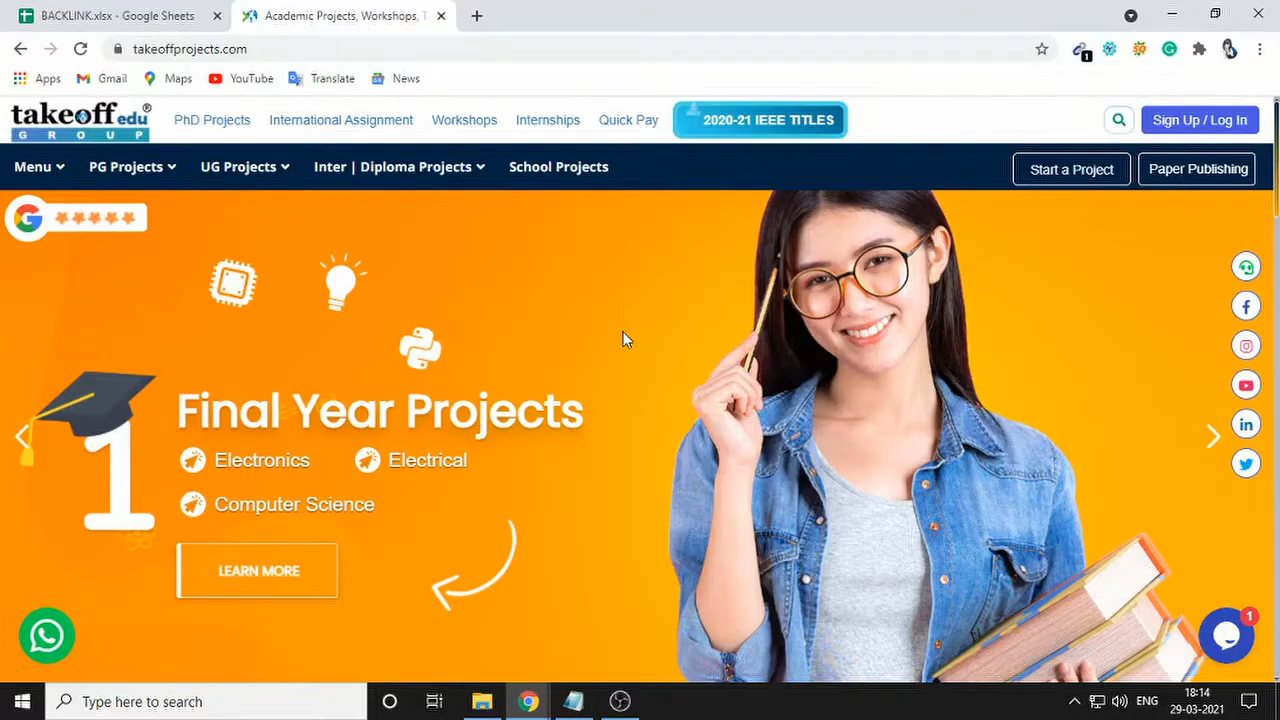 BACKLINK.xlsx - Google Sheets
Academic Projects, Workshops, T
takeoffprojects.com
1
Apps
Gmail
Maps
YouTube
Translate
News
takeoff edu®
GROUP
PhD Projects
International Assignment
Workshops
Internships
Quick Pay
2020-21 IEEE TITLES
Sign Up / Log In
Menu
PG Projects
UG Projects
Inter | Diploma Projects
School Projects
Start a Project
Paper Publishing
1
Final Year Projects
Electronics
Electrical
Computer Science
LEARN MORE
1
Type here to search
ENG
18:14
29-03-2021